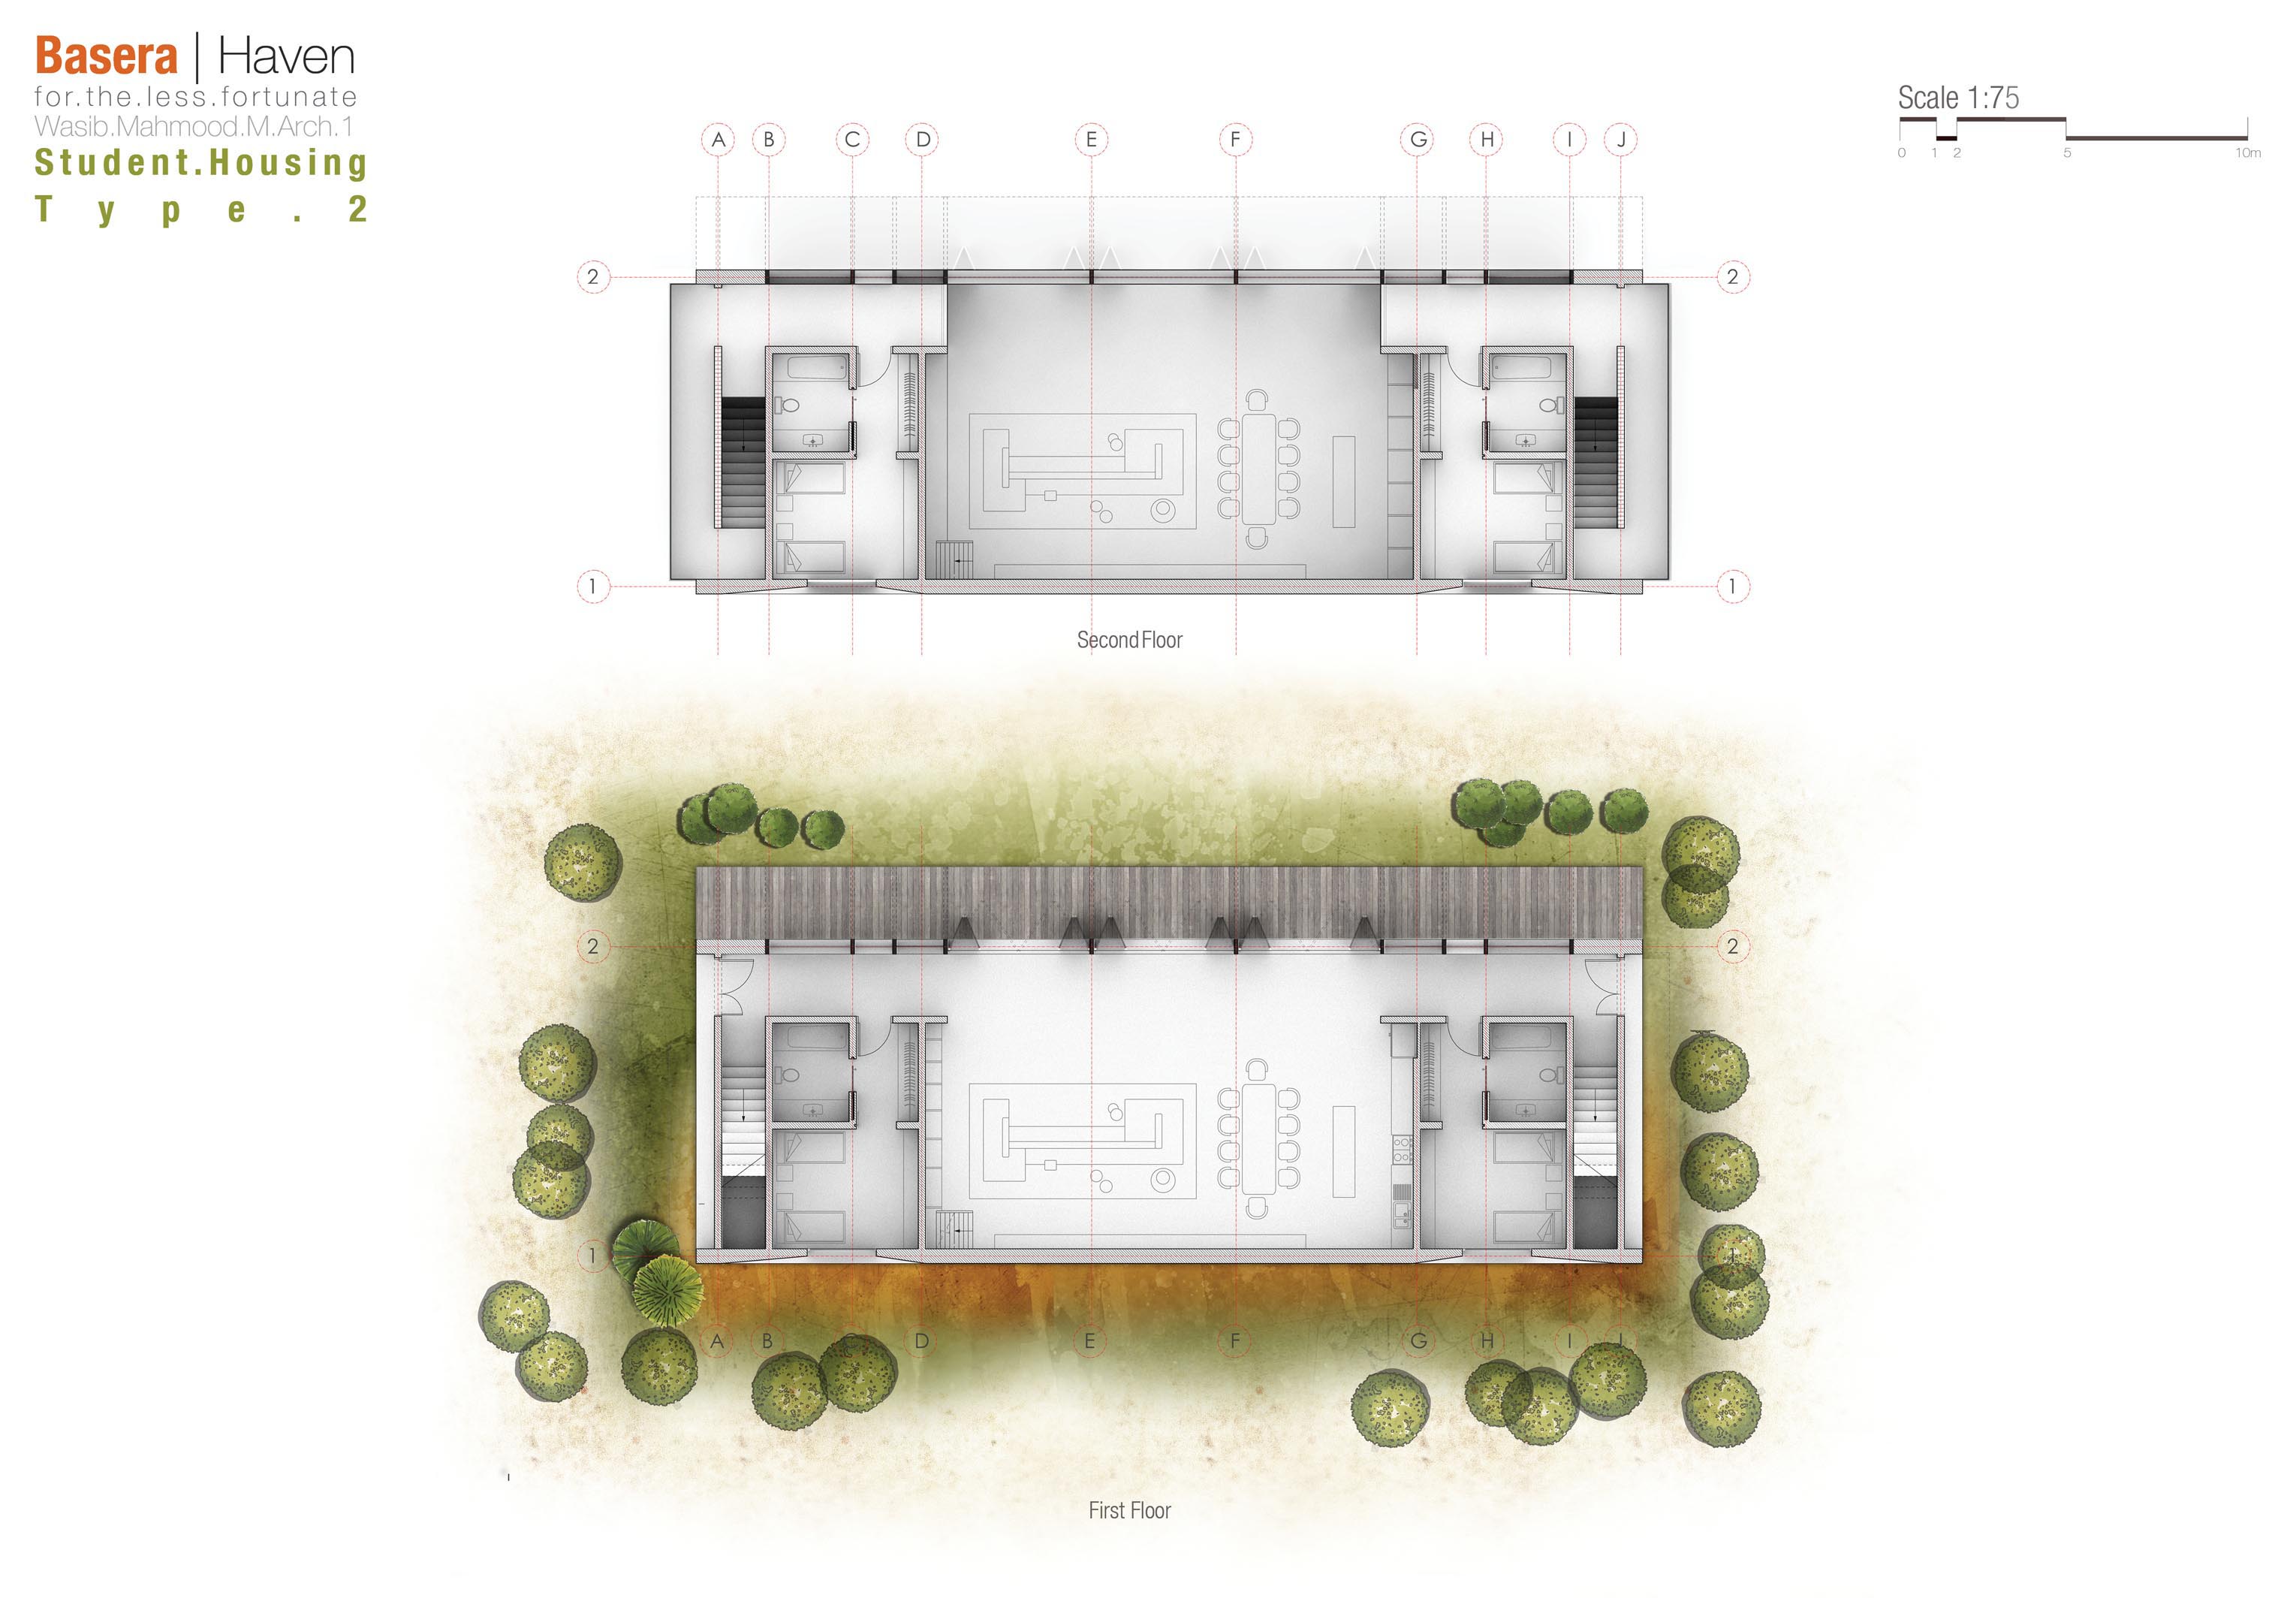 Basera | Haven
for.the.less.fortunate
Wasib.Mahmood.M.Arch.1
Student.Housing
Type.2
Scale 1:75
0 1 2 5 10m
A B C D E F G H I J
2 2
1 1
Second Floor
2 2
1 1
A B C D E F G H I J
First Floor